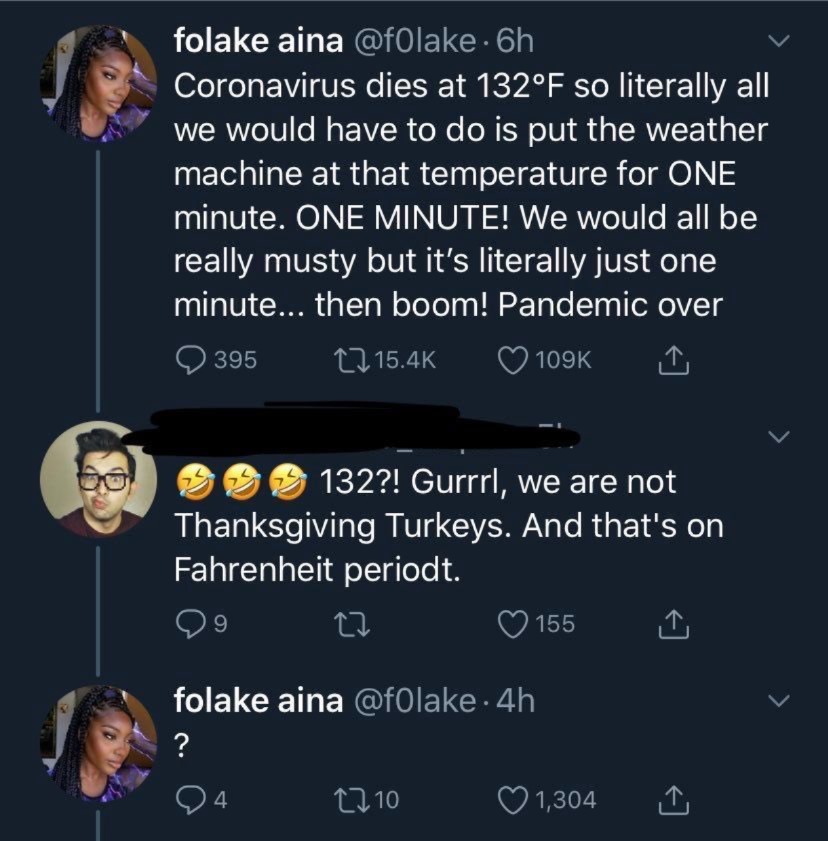 folake aina @f0lake · 6h
Coronavirus dies at 132°F so literally all
we would have to do is put the weather
machine at that temperature for ONE
minute. ONE MINUTE! We would all be
really musty but it's literally just one
minute... then boom! Pandemic over
395 15.4K 109K
🤣🤣🤣 132?! Gurrrl, we are not
Thanksgiving Turkeys. And that's on
Fahrenheit periodt.
9 155
folake aina @f0lake · 4h
?
4 10 1,304